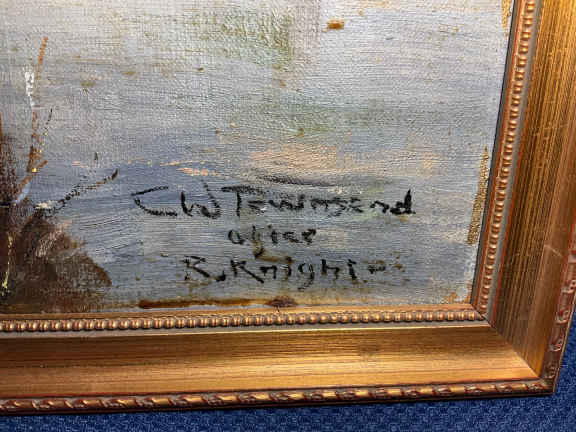 CW Townsend
after
R. Knight